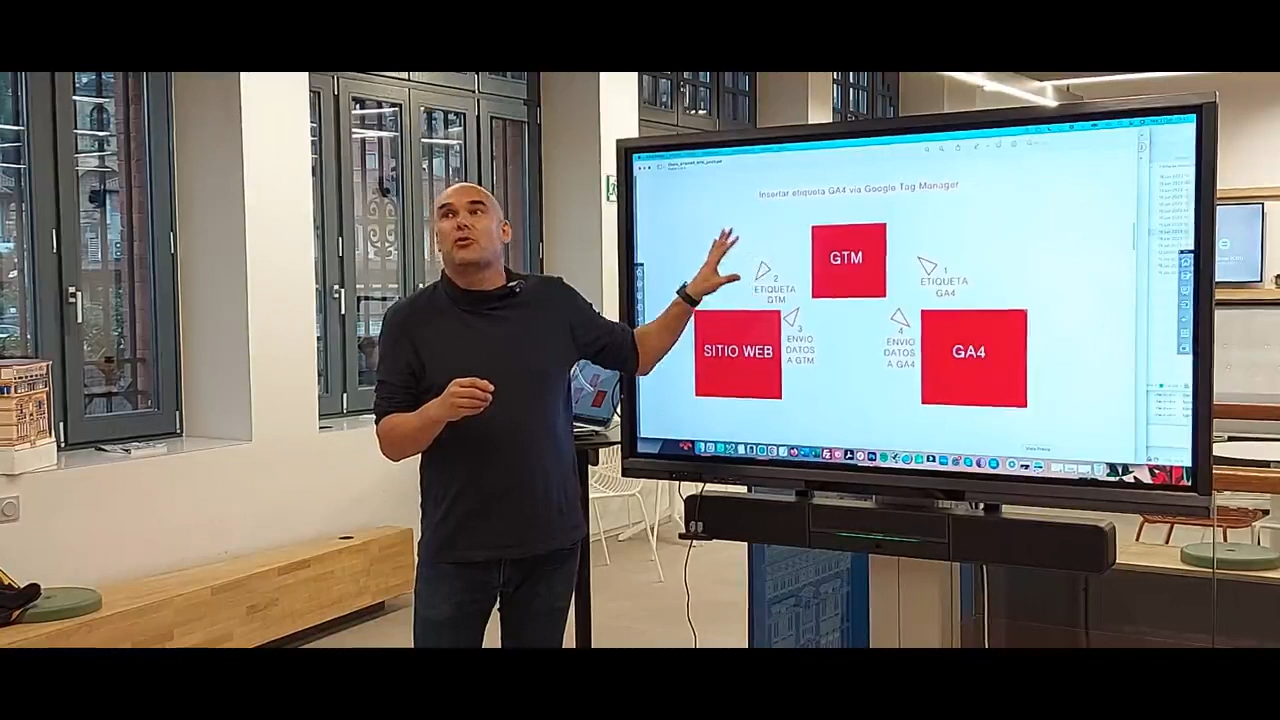 Insertar etiqueta GA4 via Google Tag Manager
GTM
2
ETIQUETA
GTM
1
ETIQUETA
GA4
SITIO WEB
3
ENVIO
DATOS
A GTM
4
ENVIO
DATOS
A GA4
GA4